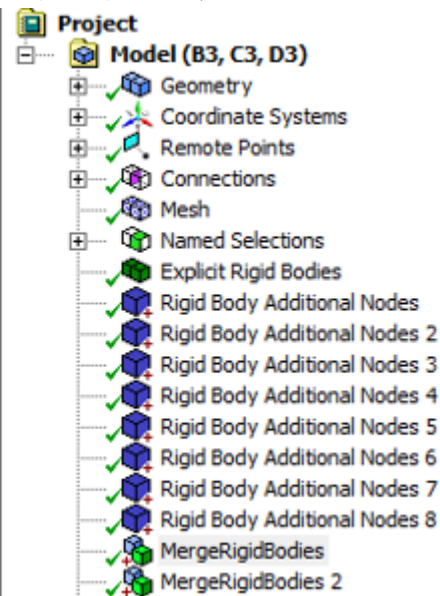 Project
Model (B3, C3, D3)
Geometry
Coordinate Systems
Remote Points
Connections
Mesh
Named Selections
Explicit Rigid Bodies
Rigid Body Additional Nodes
Rigid Body Additional Nodes 2
Rigid Body Additional Nodes 3
Rigid Body Additional Nodes 4
Rigid Body Additional Nodes 5
Rigid Body Additional Nodes 6
Rigid Body Additional Nodes 7
Rigid Body Additional Nodes 8
MergeRigidBodies
MergeRigidBodies 2